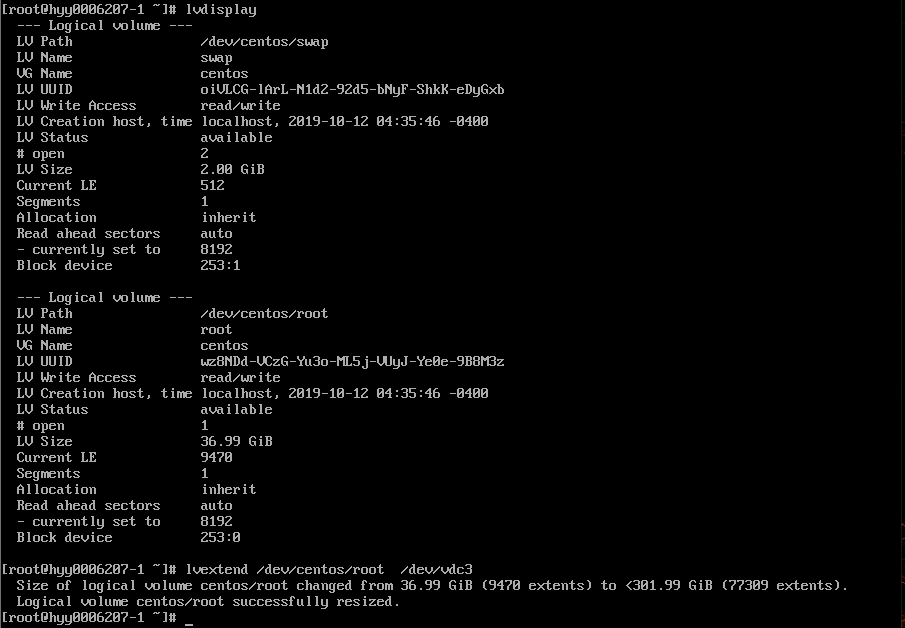 [root@hyy0006207-1 ~]# lvdisplay
--- Logical volume ---
LV Path /dev/centos/swap
LV Name swap
VG Name centos
LV UUID oiVLCG-lArL-N1d2-92d5-bNyF-ShkK-eDyGxb
LV Write Access read/write
LV Creation host, time localhost, 2019-10-12 04:35:46 -0400
LV Status available
# open 2
LV Size 2.00 GiB
Current LE 512
Segments 1
Allocation inherit
Read ahead sectors auto
- currently set to 8192
Block device 253:1
--- Logical volume ---
LV Path /dev/centos/root
LV Name root
VG Name centos
LV UUID wz8NDd-VCzG-Yu3o-ML5j-VUyJ-Ye0e-9B8M3z
LV Write Access read/write
LV Creation host, time localhost, 2019-10-12 04:35:46 -0400
LV Status available
# open 1
LV Size 36.99 GiB
Current LE 9470
Segments 1
Allocation inherit
Read ahead sectors auto
- currently set to 8192
Block device 253:0
[root@hyy0006207-1 ~]# lvextend /dev/centos/root  /dev/vdc3
Size of logical volume centos/root changed from 36.99 GiB (9470 extents) to <301.99 GiB (77309 extents).
Logical volume centos/root successfully resized.
[root@hyy0006207-1 ~]# _